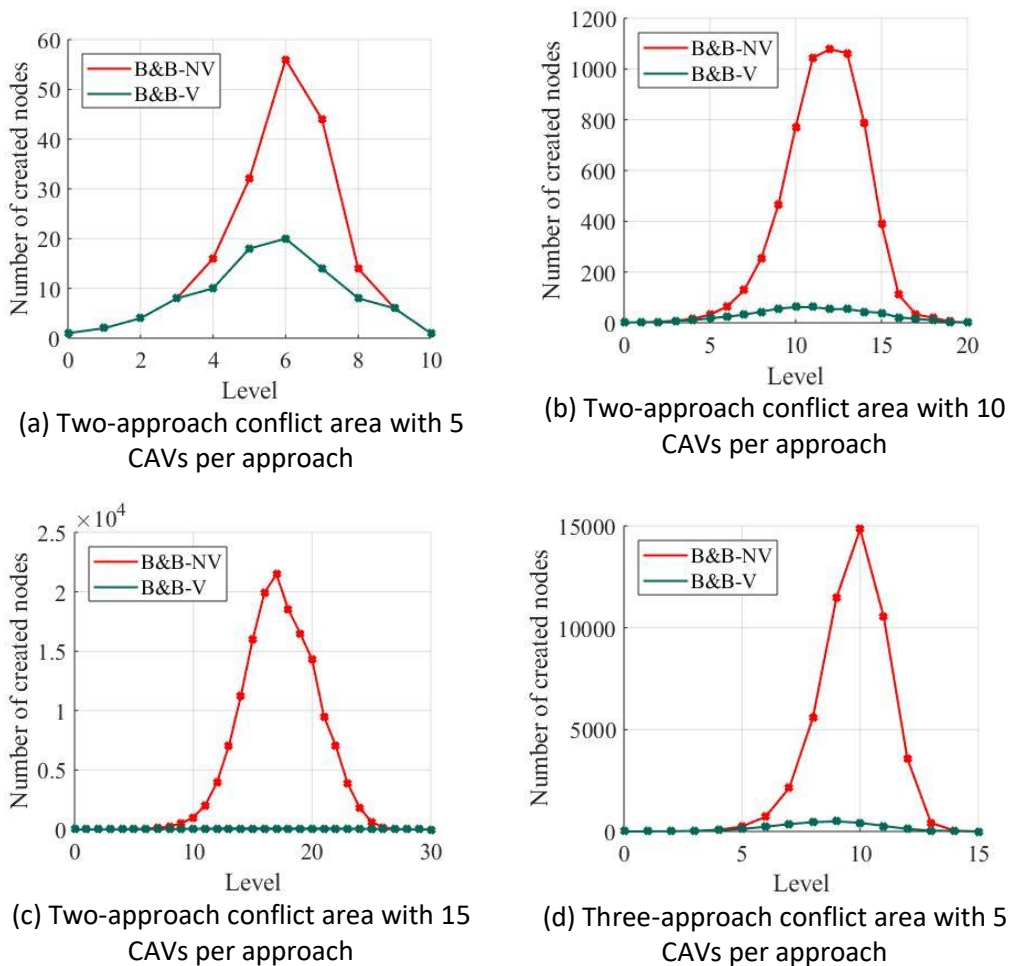 60
50
40
30
20
10
0
Number of created nodes
B&B-NV
B&B-V
0 2 4 6 8 10
Level
(a) Two-approach conflict area with 5
CAVs per approach
1200
1000
800
600
400
200
0
Number of created nodes
B&B-NV
B&B-V
0 5 10 15 20
Level
(b) Two-approach conflict area with 10
CAVs per approach
×10^4
2.5
2
1.5
1
0.5
0
Number of created nodes
B&B-NV
B&B-V
0 10 20 30
Level
(c) Two-approach conflict area with 15
CAVs per approach
15000
10000
5000
0
Number of created nodes
B&B-NV
B&B-V
0 5 10 15
Level
(d) Three-approach conflict area with 5
CAVs per approach